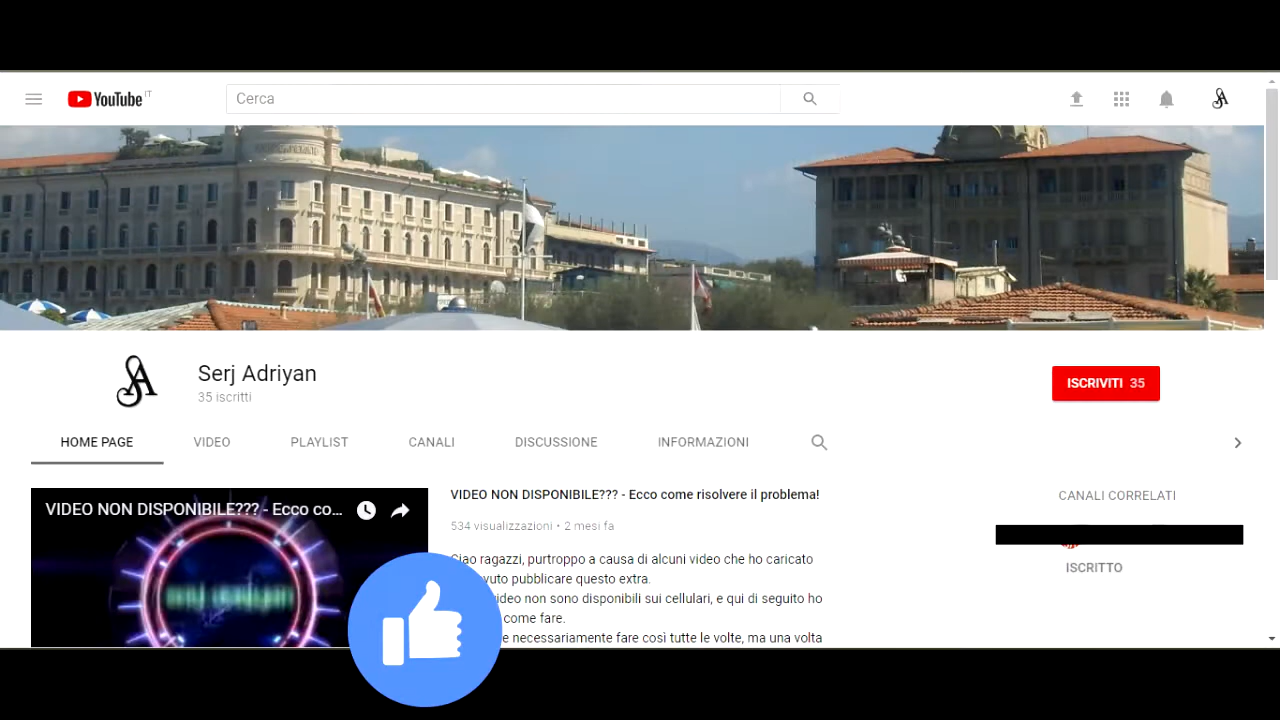 YouTube IT
Cerca
Serj Adriyan
35 iscritti
ISCRIVITI 35
HOME PAGE
VIDEO
PLAYLIST
CANALI
DISCUSSIONE
INFORMAZIONI
VIDEO NON DISPONIBILE??? - Ecco co...
VIDEO NON DISPONIBILE??? - Ecco come risolvere il problema!
534 visualizzazioni • 2 mesi fa
Ciao ragazzi, purtroppo a causa di alcuni video che ho caricato
vuto pubblicare questo extra.
ideo non sono disponibili sui cellulari, e qui di seguito ho
come fare.
e necessariamente fare così tutte le volte, ma una volta
CANALI CORRELATI
ISCRITTO